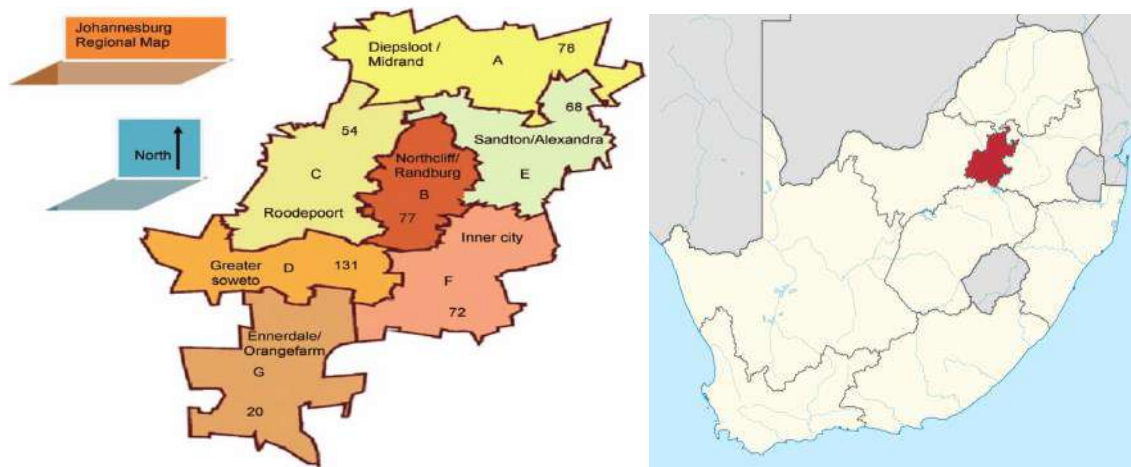 Johannesburg
Regional Map
North
Diepsloot /
Midrand
A
78
68
Sandton/Alexandra
E
54
C
Roodepoort
Northcliff/
Randburg
B
77
Inner city
F
72
Greater
soweto
D
131
Ennerdale/
Orangefarm
G
20